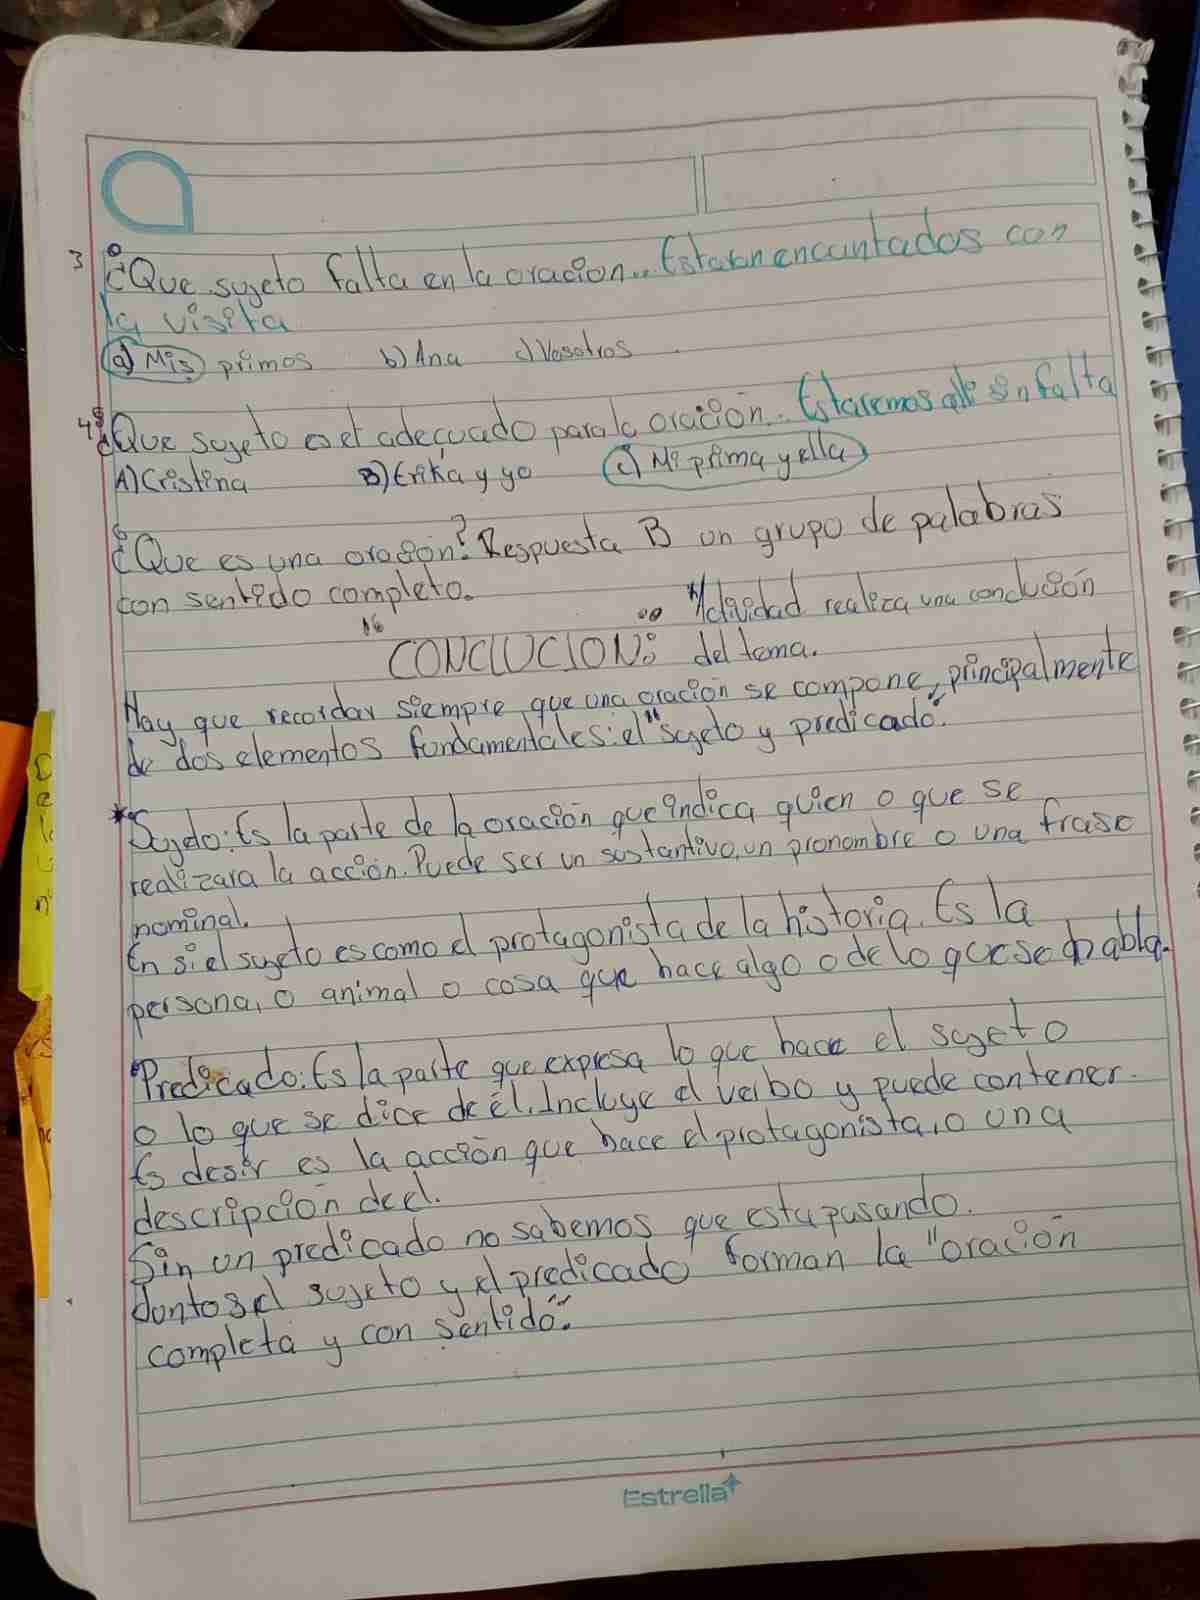 3 ¿Que sujeto falta en la oracion... Estaran encantados con
la visita
a) Mis primos b) Ana c) Vosotros
4 ¿Que sujeto es el adecuado para la oracion... Estaremos alli sin falta
A) Cristina B) Erika y yo c) Mi prima y ella
¿Que es una oración? Respuesta B un grupo de palabras
con sentido completo.
Actividad realiza una conclusión
CONCLUCION: del tema.
Hay que recordar siempre que una oración se compone, principalmente
de dos elementos fundamentales: el "sujeto y predicado".
*Sujeto: Es la parte de la oración que indica quien o que se
realizara la acción. Puede ser un sustantivo, un pronombre o una frase
nominal.
En si el sujeto es como el protagonista de la historia. Es la
persona, o animal o cosa que hace algo o de lo que se habla.
*Predicado: Es la parte que expresa lo que hace el sujeto
o lo que se dice de él. Incluye el verbo y puede contener.
Es desir es la acción que hace el protagonista, o una
descripción de el.
Sin un predicado no sabemos que esta pasando.
Juntos el sujeto y el predicado forman la "oración
completa y con sentido".
Estrella